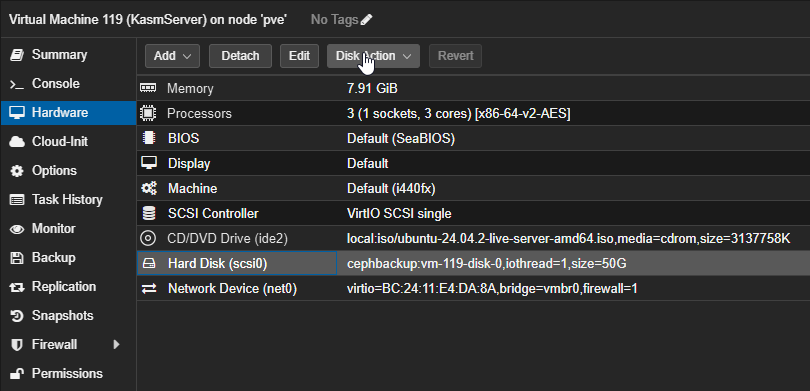 Virtual Machine 119 (KasmServer) on node 'pve' No Tags
Summary
Console
Hardware
Cloud-Init
Options
Task History
Monitor
Backup
Replication
Snapshots
Firewall
Permissions
Add Detach Edit Disk Action Revert
Memory 7.91 GiB
Processors 3 (1 sockets, 3 cores) [x86-64-v2-AES]
BIOS Default (SeaBIOS)
Display Default
Machine Default (i440fx)
SCSI Controller VirtIO SCSI single
CD/DVD Drive (ide2) local:iso/ubuntu-24.04.2-live-server-amd64.iso,media=cdrom,size=3137758K
Hard Disk (scsi0) cephbackup:vm-119-disk-0,iothread=1,size=50G
Network Device (net0) virtio=BC:24:11:E4:DA:8A,bridge=vmbr0,firewall=1